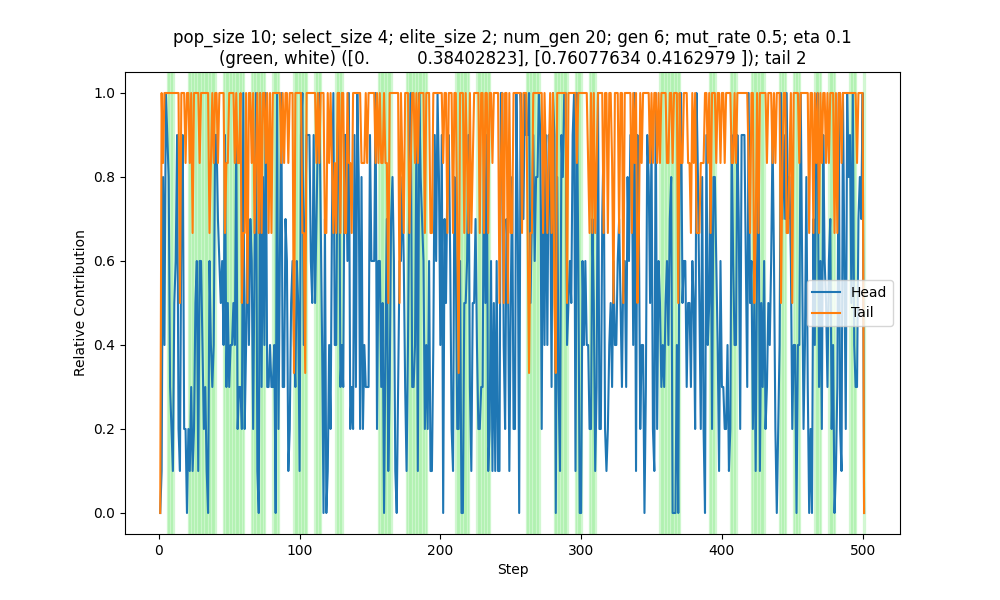 pop_size 10; select_size 4; elite_size 2; num_gen 20; gen 6; mut_rate 0.5; eta 0.1
(green, white) ([0.         0.38402823], [0.76077634 0.4162979 ]); tail 2
1.0
0.8
0.6
0.4
0.2
0.0
Relative Contribution
Head
Tail
0
100
200
300
400
500
Step